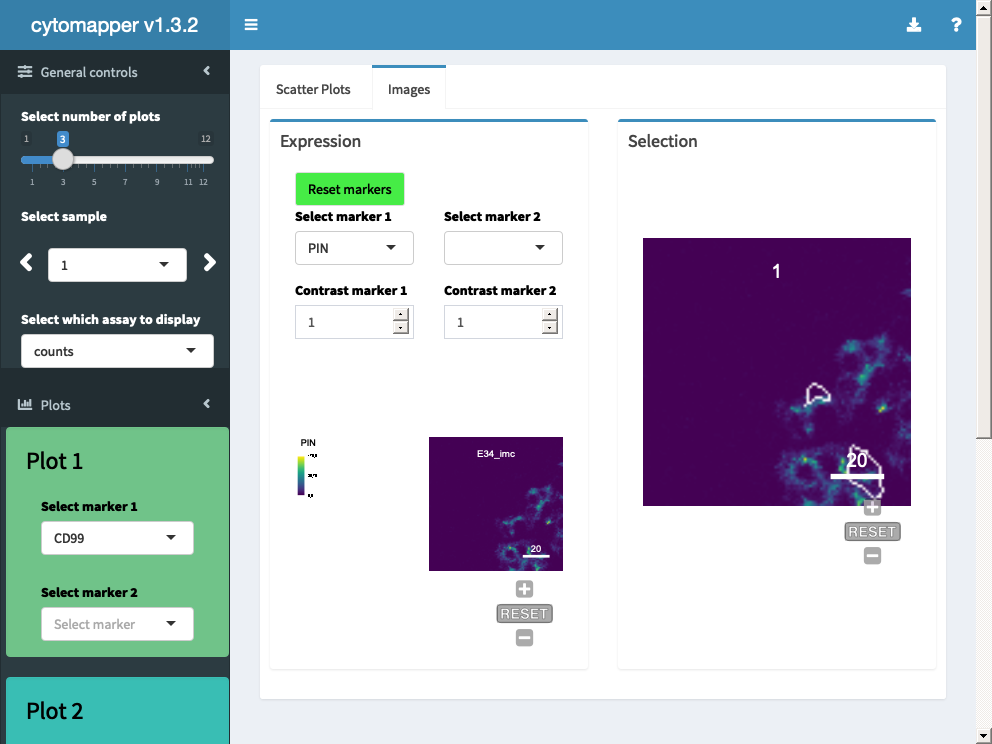 cytomapper v1.3.2
General controls
Select number of plots
1 3 12
1 3 5 7 9 11 12
Select sample
1
Select which assay to display
counts
Plots
Plot 1
Select marker 1
CD99
Select marker 2
Select marker
Plot 2
?
Scatter Plots Images
Expression
Reset markers
Select marker 1 Select marker 2
PIN
Contrast marker 1 Contrast marker 2
1 1
PIN
E34_imc
20
RESET
Selection
1
20
RESET